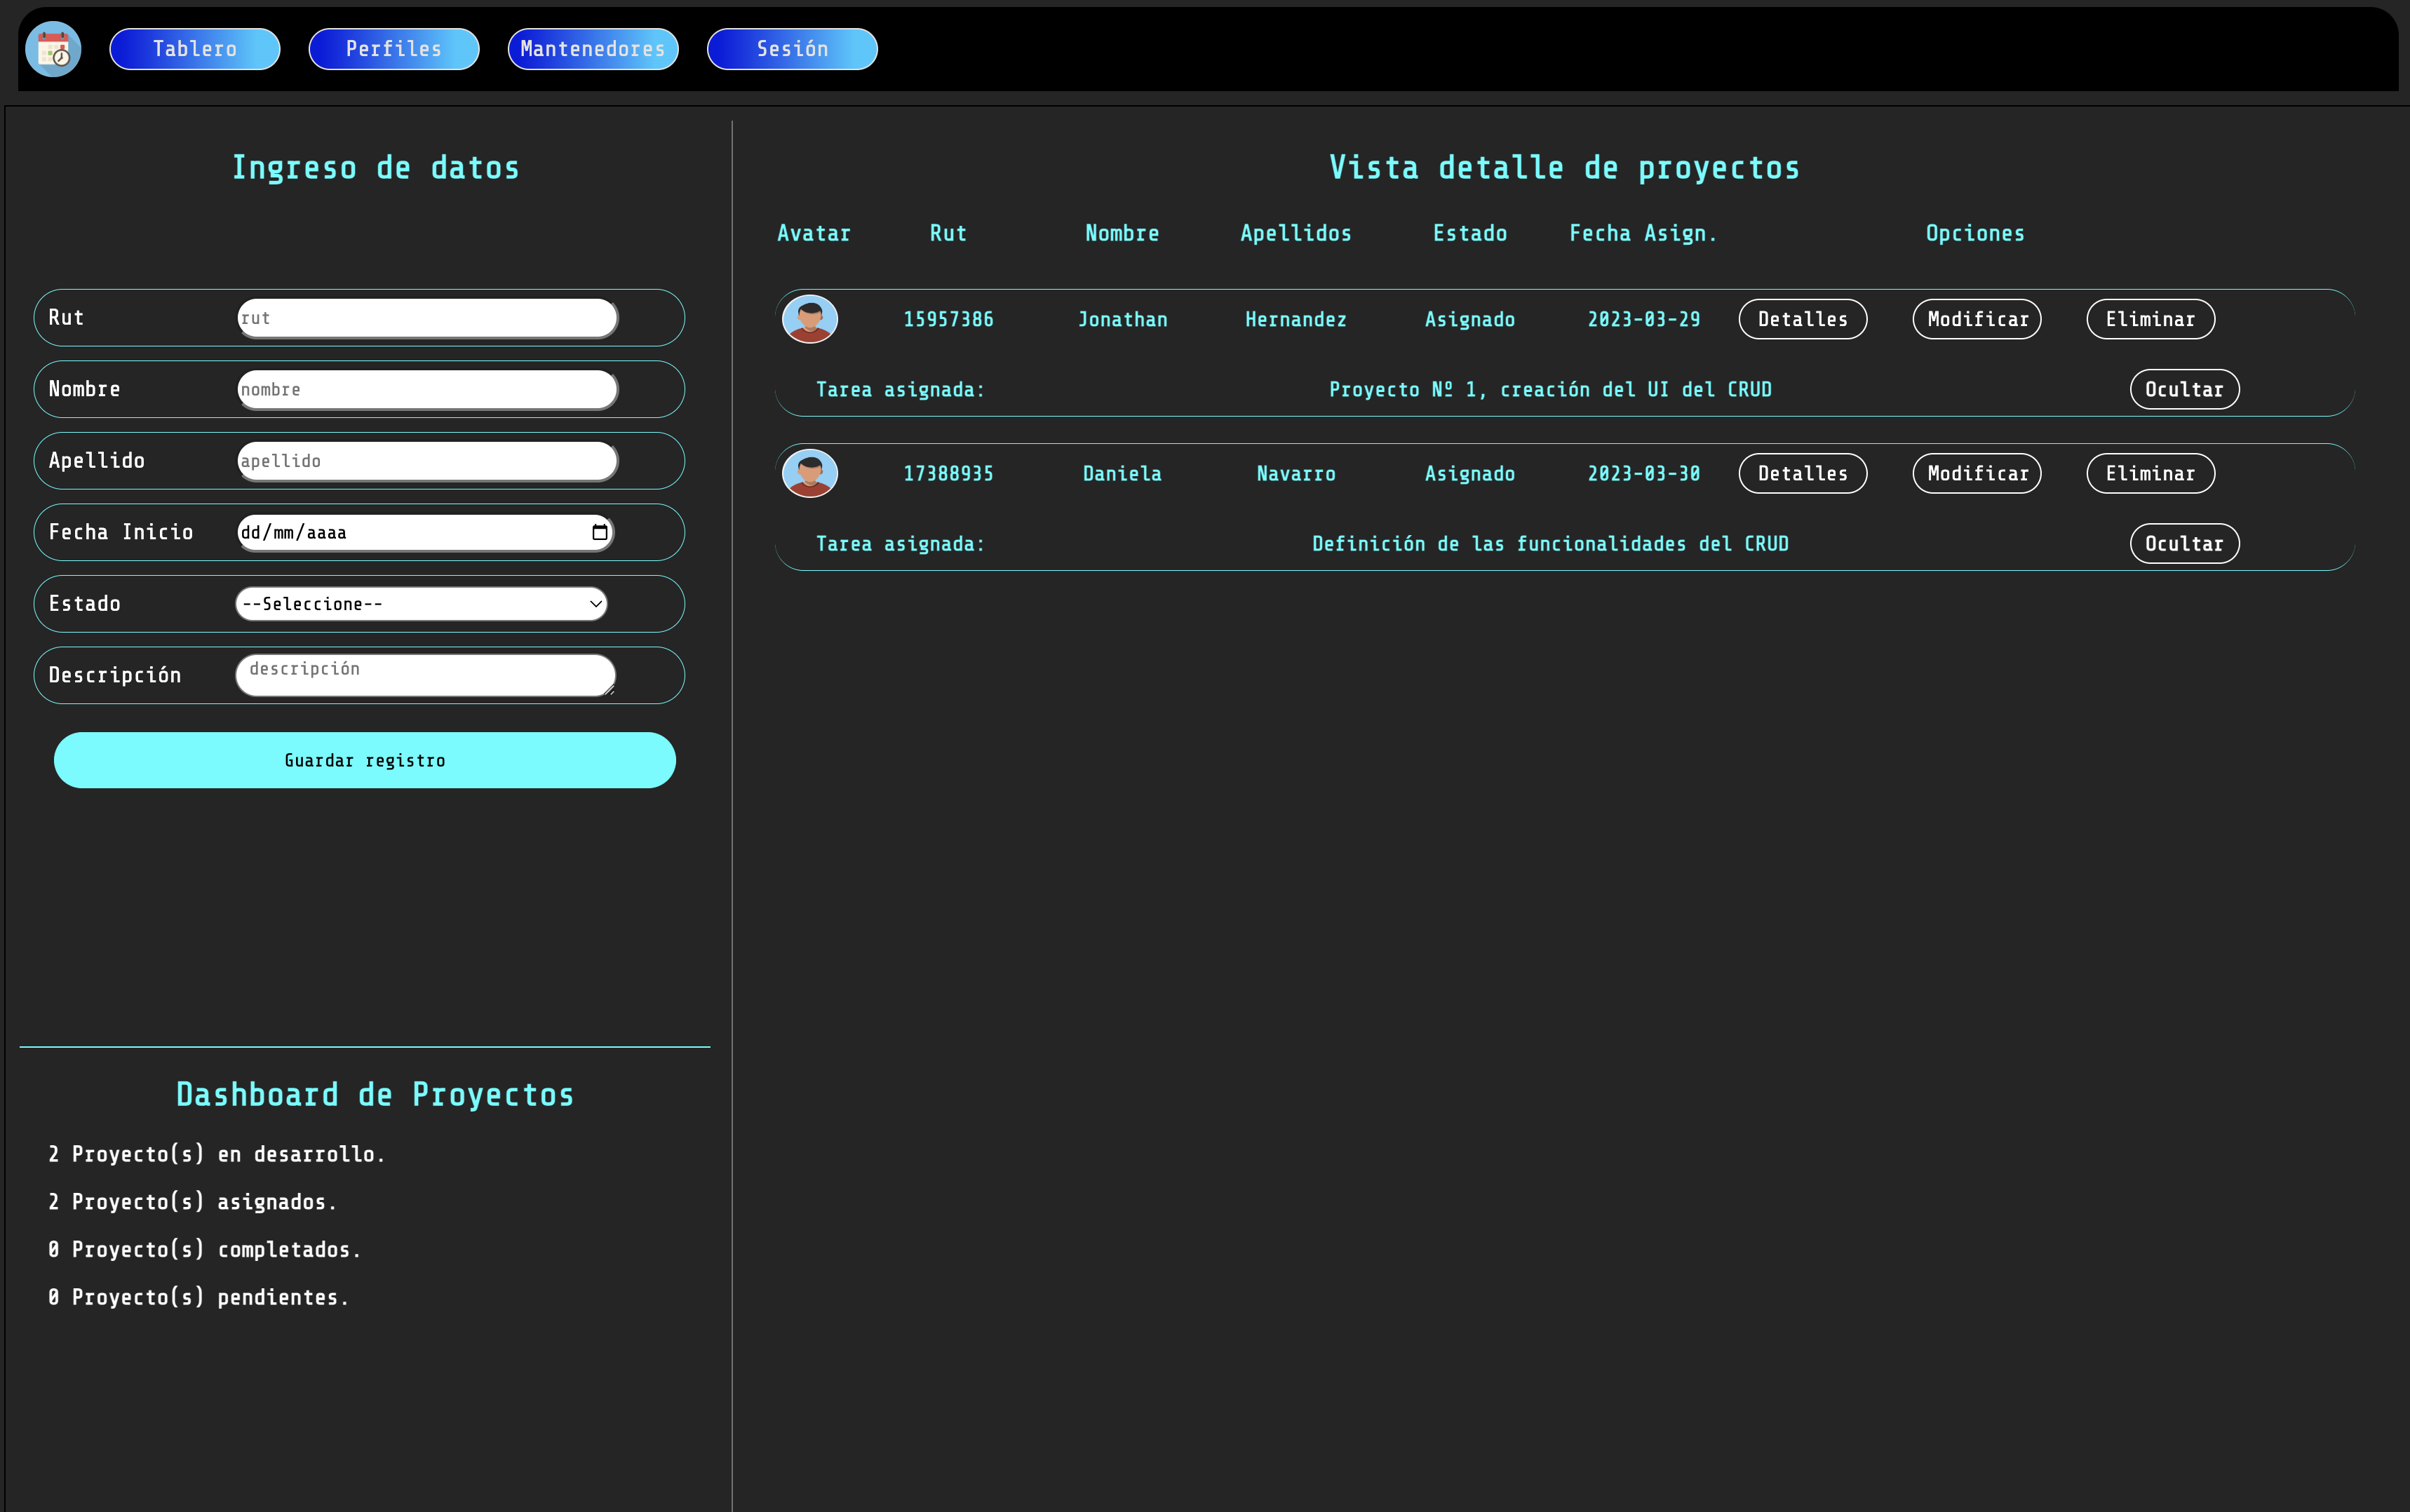 Tablero Perfiles Mantenedores Sesión
Ingreso de datos
Rut rut
Nombre nombre
Apellido apellido
Fecha Inicio dd/mm/aaaa
Estado --Seleccione--
Descripción descripción
Guardar registro
Dashboard de Proyectos
2 Proyecto(s) en desarrollo.
2 Proyecto(s) asignados.
0 Proyecto(s) completados.
0 Proyecto(s) pendientes.
Vista detalle de proyectos
Avatar Rut Nombre Apellidos Estado Fecha Asign. Opciones
15957386 Jonathan Hernandez Asignado 2023-03-29 Detalles Modificar Eliminar
Tarea asignada: Proyecto Nº 1, creación del UI del CRUD Ocultar
17388935 Daniela Navarro Asignado 2023-03-30 Detalles Modificar Eliminar
Tarea asignada: Definición de las funcionalidades del CRUD Ocultar